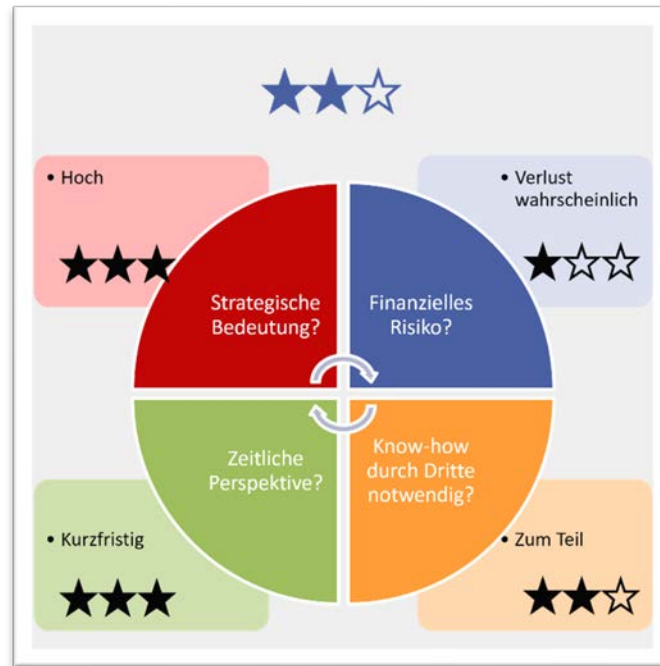 • Hoch
• Verlust
wahrscheinlich
Strategische
Bedeutung?
Finanzielles
Risiko?
Zeitliche
Perspektive?
Know-how
durch Dritte
notwendig?
• Kurzfristig
• Zum Teil